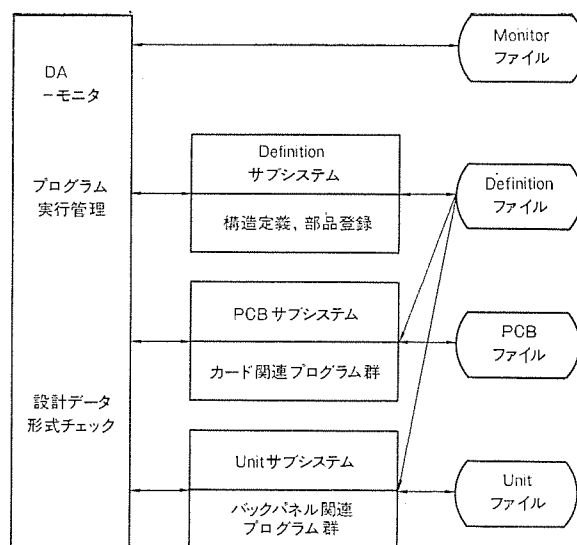 DA
－モニタ
プログラム
実行管理
設計データ
形式チェック
Definition
サブシステム
構造定義，部品登録
PCBサブシステム
カード関連プログラム群
Unitサブシステム
バックパネル関連
プログラム群
Monitor
ファイル
Definition
ファイル
PCB
ファイル
Unit
ファイル